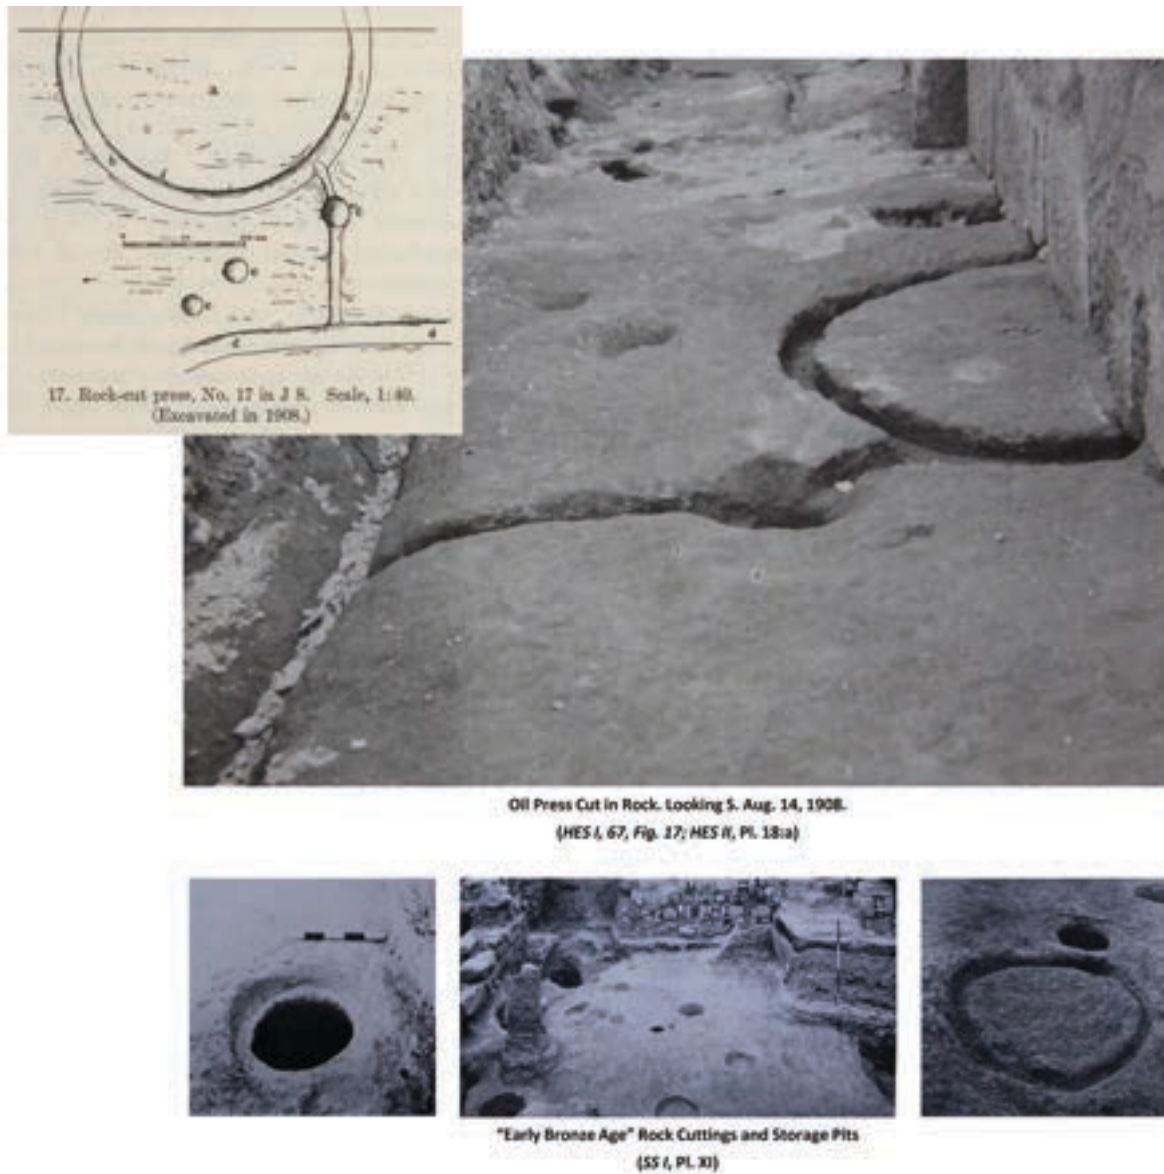 17. Rock-cut press, No. 17 in J 8. Scale, 1:40.
(Excavated in 1908.)
Oil Press Cut in Rock. Looking S. Aug. 14, 1908.
(HES I, 67, Fig. 17; HES II, Pl. 18:a)
"Early Bronze Age" Rock Cuttings and Storage Pits
(SS I, Pl. XI)